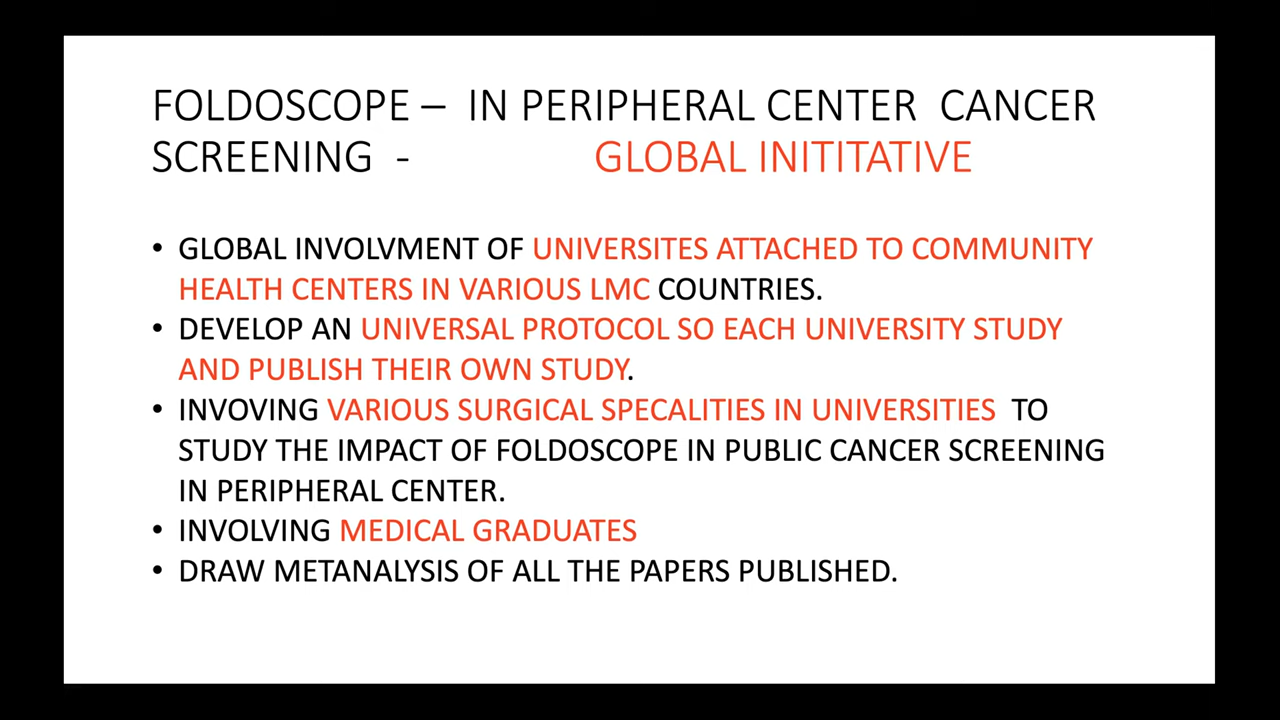 FOLDOSCOPE – IN PERIPHERAL CENTER CANCER
SCREENING - GLOBAL INITITATIVE
• GLOBAL INVOLVMENT OF UNIVERSITES ATTACHED TO COMMUNITY
HEALTH CENTERS IN VARIOUS LMC COUNTRIES.
• DEVELOP AN UNIVERSAL PROTOCOL SO EACH UNIVERSITY STUDY
AND PUBLISH THEIR OWN STUDY.
• INVOVING VARIOUS SURGICAL SPECALITIES IN UNIVERSITIES TO
STUDY THE IMPACT OF FOLDOSCOPE IN PUBLIC CANCER SCREENING
IN PERIPHERAL CENTER.
• INVOLVING MEDICAL GRADUATES
• DRAW METANALYSIS OF ALL THE PAPERS PUBLISHED.